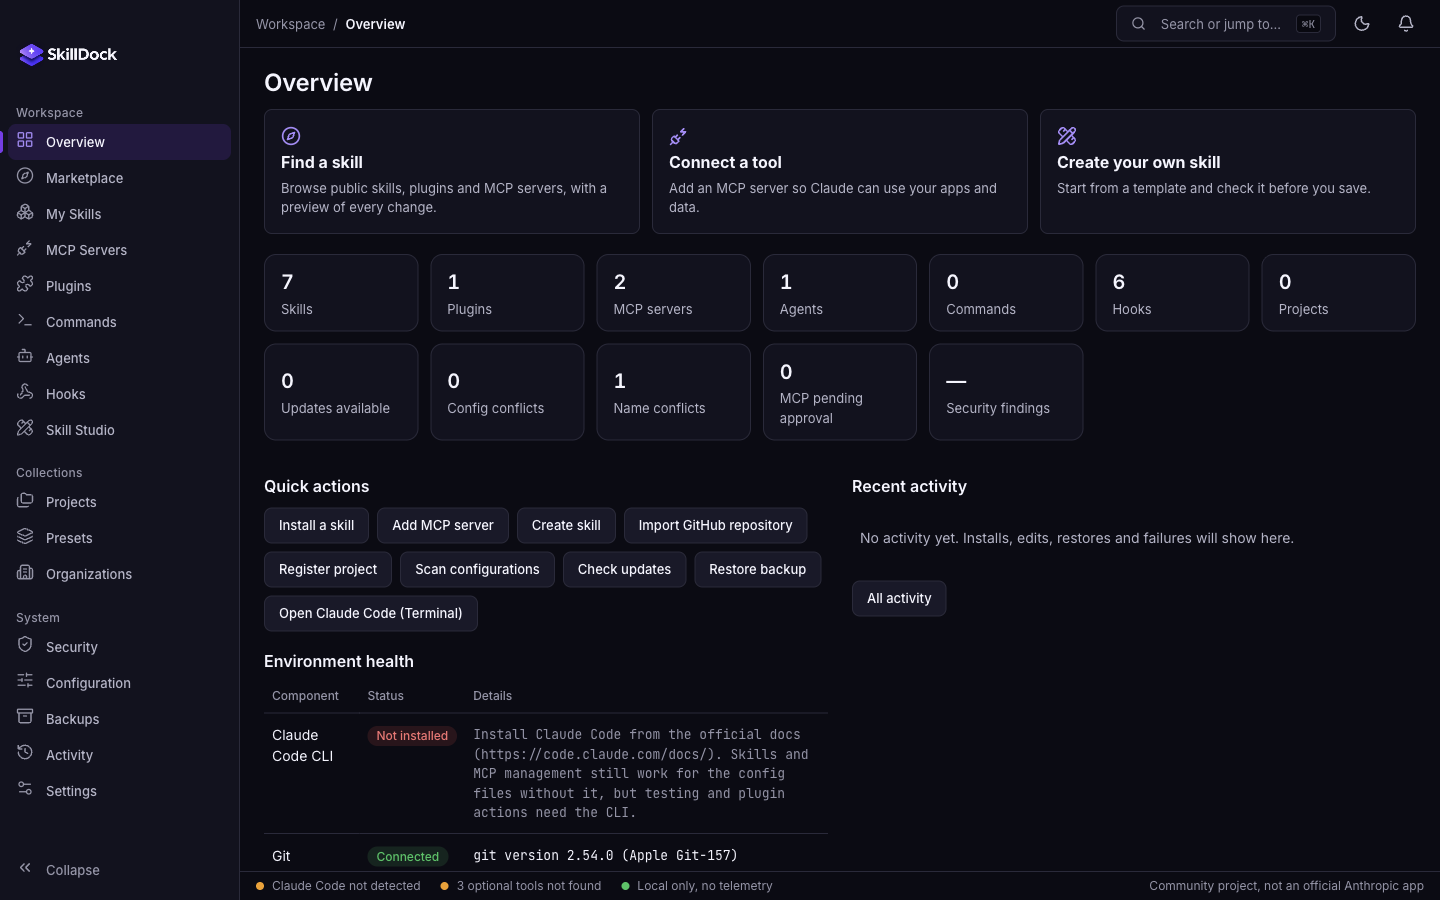 SkillDock
Workspace
Overview
Marketplace
My Skills
MCP Servers
Plugins
Commands
Agents
Hooks
Skill Studio
Collections
Projects
Presets
Organizations
System
Security
Configuration
Backups
Activity
Settings
Collapse
Workspace / Overview
Search or jump to... ⌘K
Overview
Find a skill
Browse public skills, plugins and MCP servers, with a
preview of every change.
Connect a tool
Add an MCP server so Claude can use your apps and
data.
Create your own skill
Start from a template and check it before you save.
7
Skills
1
Plugins
2
MCP servers
1
Agents
0
Commands
6
Hooks
0
Projects
0
Updates available
0
Config conflicts
1
Name conflicts
0
MCP pending
approval
—
Security findings
Quick actions
Install a skill
Add MCP server
Create skill
Import GitHub repository
Register project
Scan configurations
Check updates
Restore backup
Open Claude Code (Terminal)
Recent activity
No activity yet. Installs, edits, restores and failures will show here.
All activity
Environment health
Component Status Details
Claude
Code CLI
Not installed
Install Claude Code from the official docs
(https://code.claude.com/docs/). Skills and
MCP management still work for the config
files without it, but testing and plugin
actions need the CLI.
Git Connected git version 2.54.0 (Apple Git-157)
Claude Code not detected
3 optional tools not found
Local only, no telemetry
Community project, not an official Anthropic app